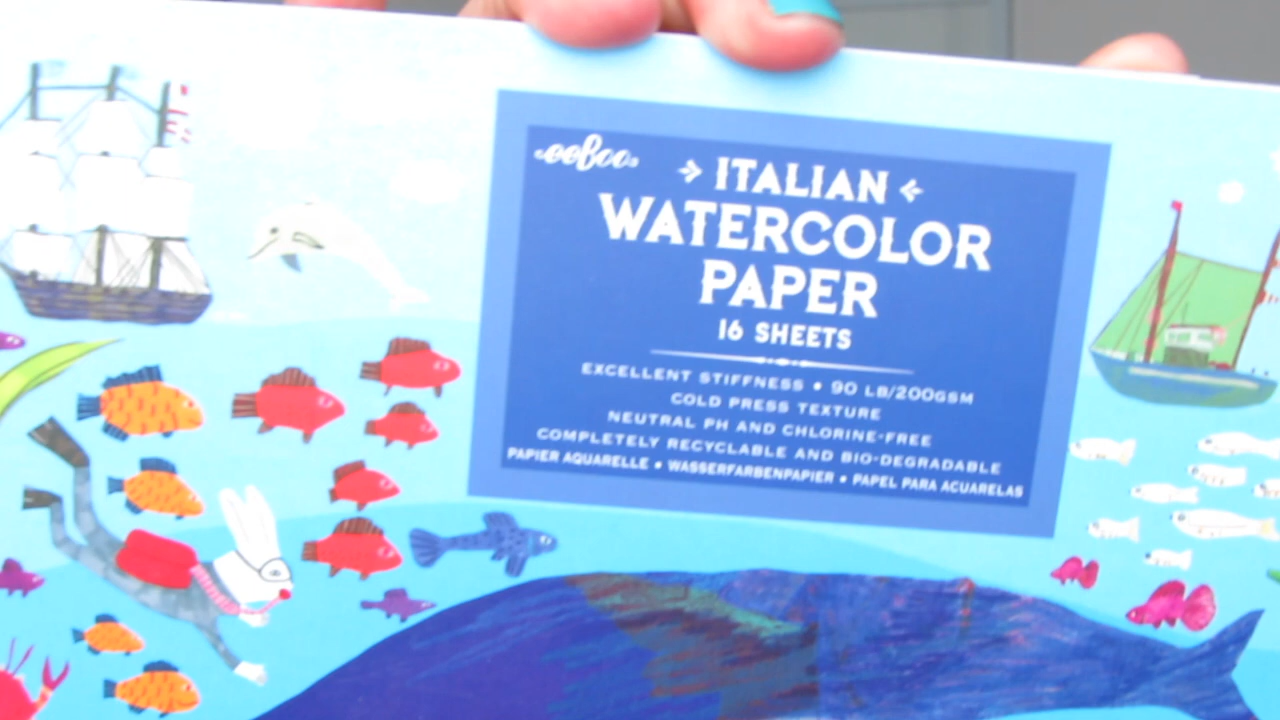 eeBoo
ITALIAN
WATERCOLOR
PAPER
16 SHEETS
EXCELLENT STIFFNESS • 90 LB/200GSM
COLD PRESS TEXTURE
NEUTRAL PH AND CHLORINE-FREE
COMPLETELY RECYCLABLE AND BIO-DEGRADABLE
PAPIER AQUARELLE • WASSERFARBENPAPIER • PAPEL PARA ACUARELAS